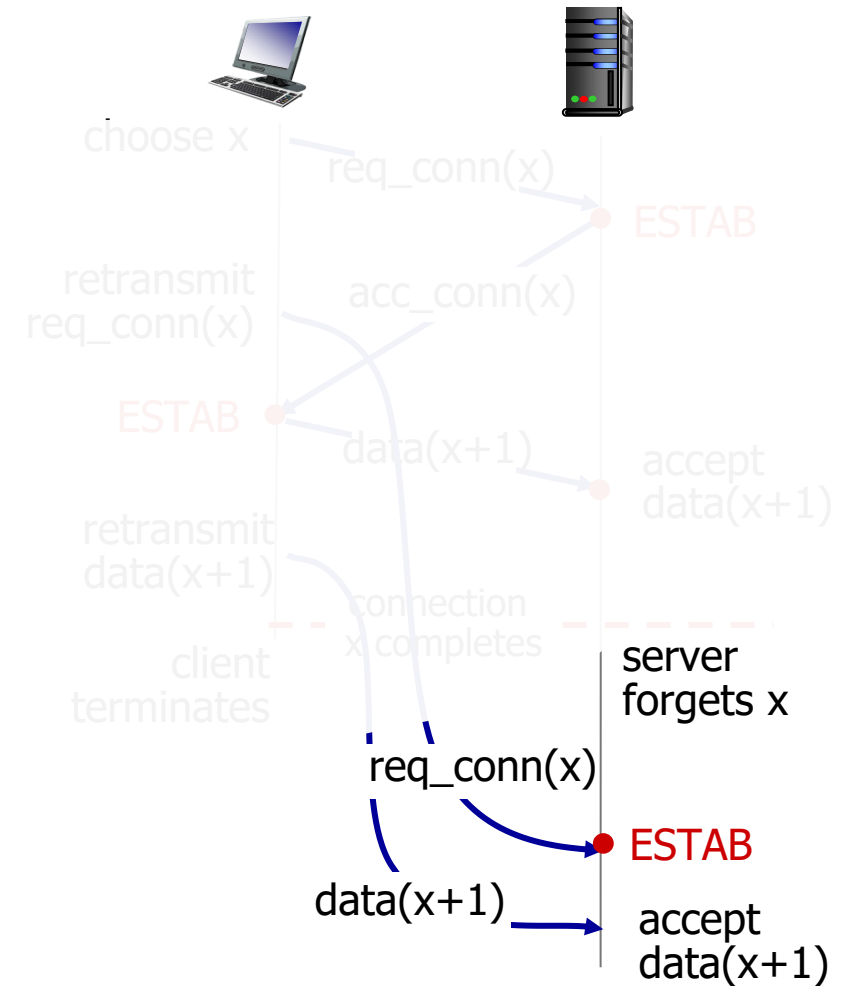 choose x
req_conn(x)
ESTAB
retransmit
req_conn(x)
acc_conn(x)
ESTAB
data(x+1)
accept
data(x+1)
retransmit
data(x+1)
connection
x completes
client
terminates
server
forgets x
req_conn(x)
ESTAB
data(x+1)
accept
data(x+1)